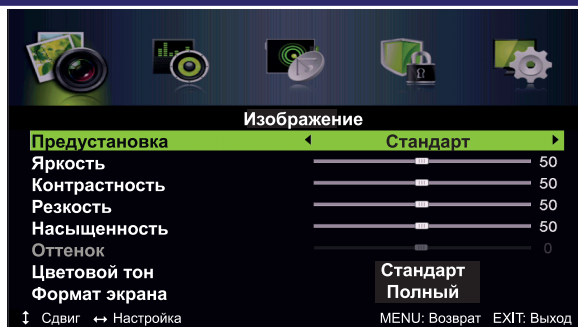 Изображение
Предустановка Стандарт
Яркость 50
Контрастность 50
Резкость 50
Насыщенность 50
Оттенок 0
Цветовой тон Стандарт
Формат экрана Полный
Сдвиг Настройка MENU: Возврат EXIT: Выход